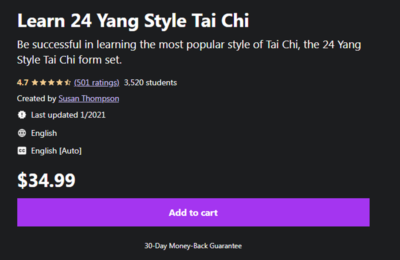 Learn 24 Yang Style Tai Chi
Be successful in learning the most popular style of Tai Chi, the 24 Yang
Style Tai Chi form set.
4.7 (501 ratings) 3,520 students
Created by Susan Thompson
Last updated 1/2021
English
CC English [Auto]
$34.99
Add to cart
30-Day Money-Back Guarantee